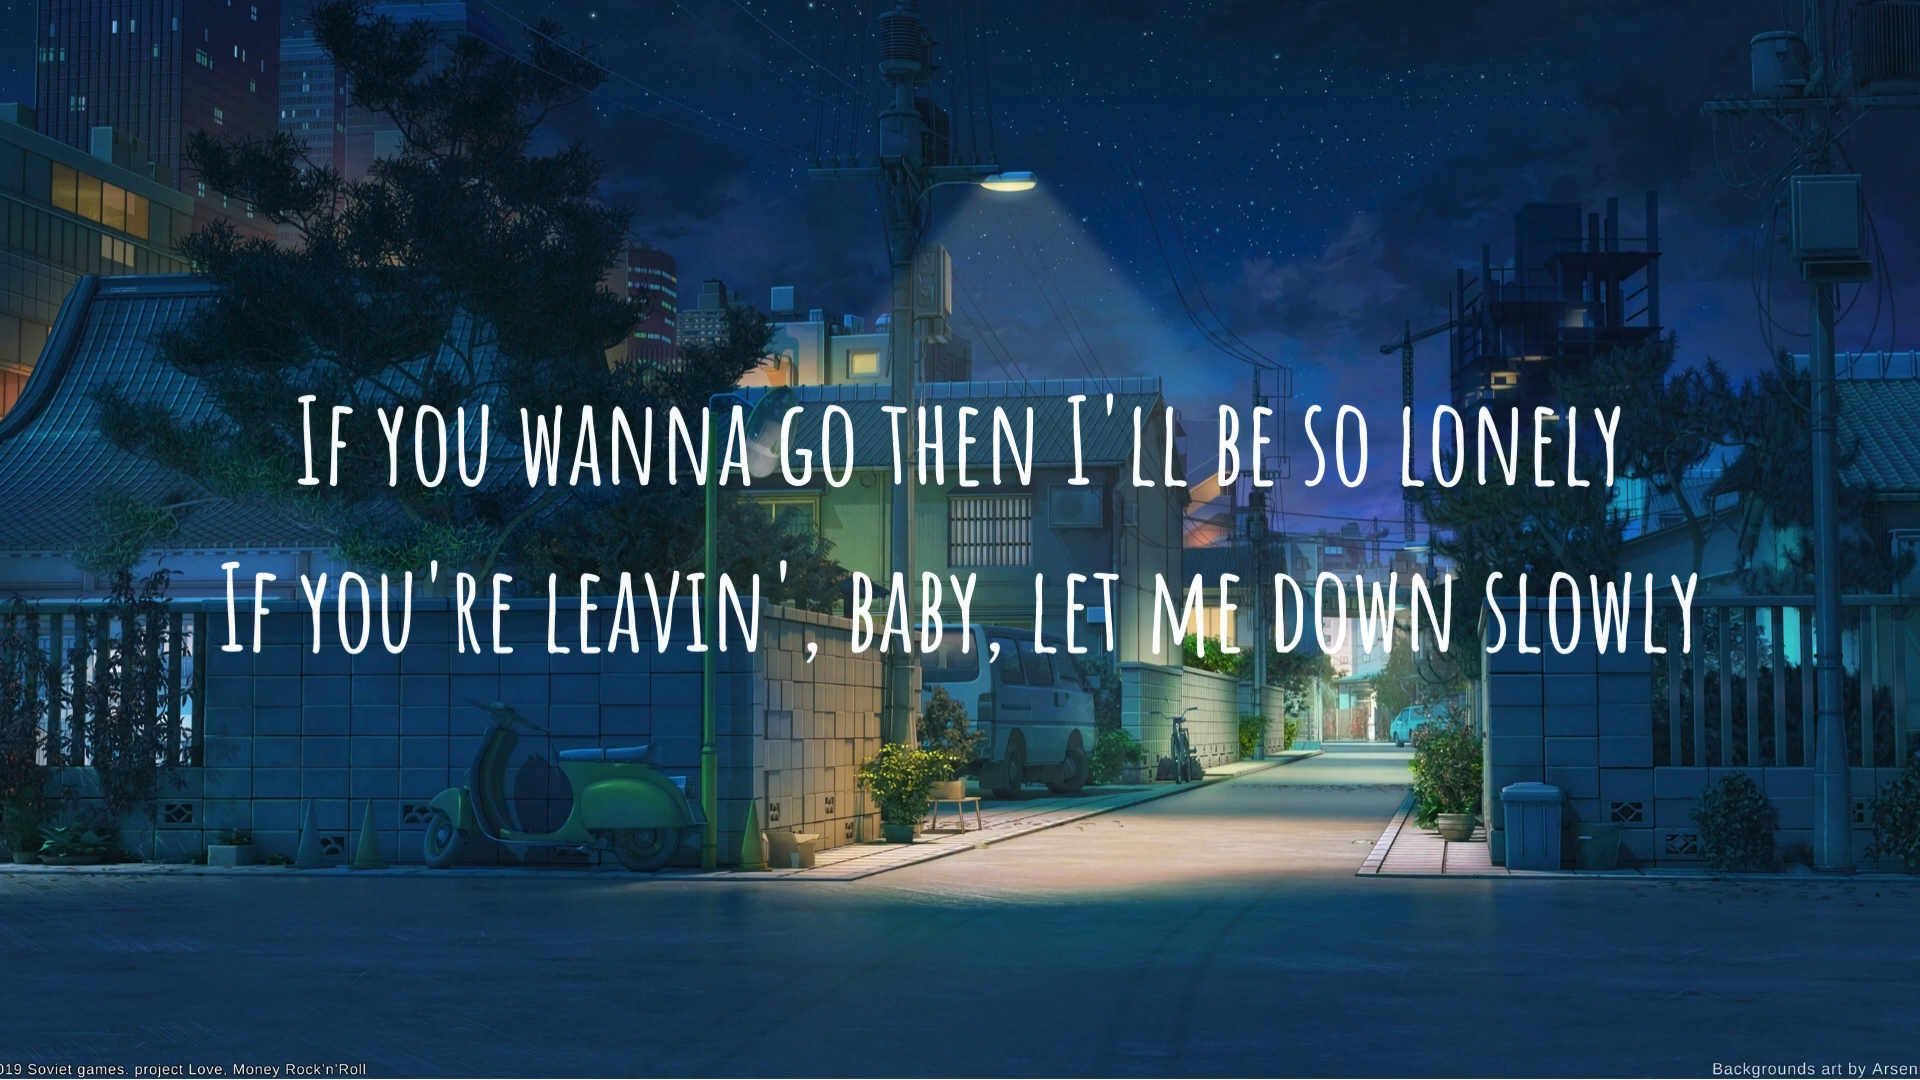 If you wanna go then I'll be so lonely
If you're leavin', baby, let me down slowly
019 Soviet games. project Love, Money Rock'n'Roll
Backgrounds art by Arsen